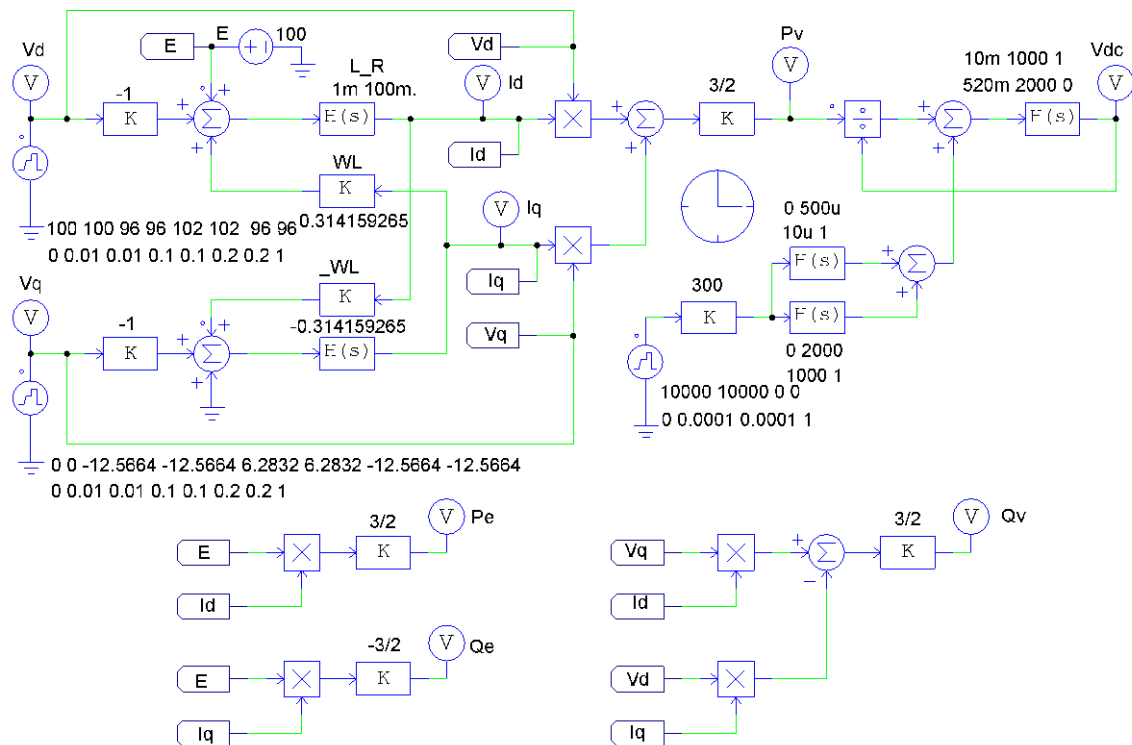 E
E
100
Vd
V
-1
K
L_R
1m 100m.
H(s)
V
Id
Vd
Id
3/2
K
Pv
V
10m 1000 1
520m 2000 0
H(s)
Vdc
V
WL
K
0.314159265
100 100 96 96 102 102 96 96
0 0.01 0.01 0.1 0.1 0.2 0.2 1
V
Iq
Iq
0 500u
10u 1
H(s)
Vq
V
-1
K
_WL
K
-0.314159265
H(s)
Vq
300
K
H(s)
0 2000
1000 1
10000 10000 0 0
0 0.0001 0.0001 1
0 0 -12.5664 -12.5664 6.2832 6.2832 -12.5664 -12.5664
0 0.01 0.01 0.1 0.1 0.2 0.2 1
E
Id
3/2
K
V
Pe
Vq
Id
3/2
K
V
Qv
E
Iq
-3/2
K
V
Qe
Vd
Iq